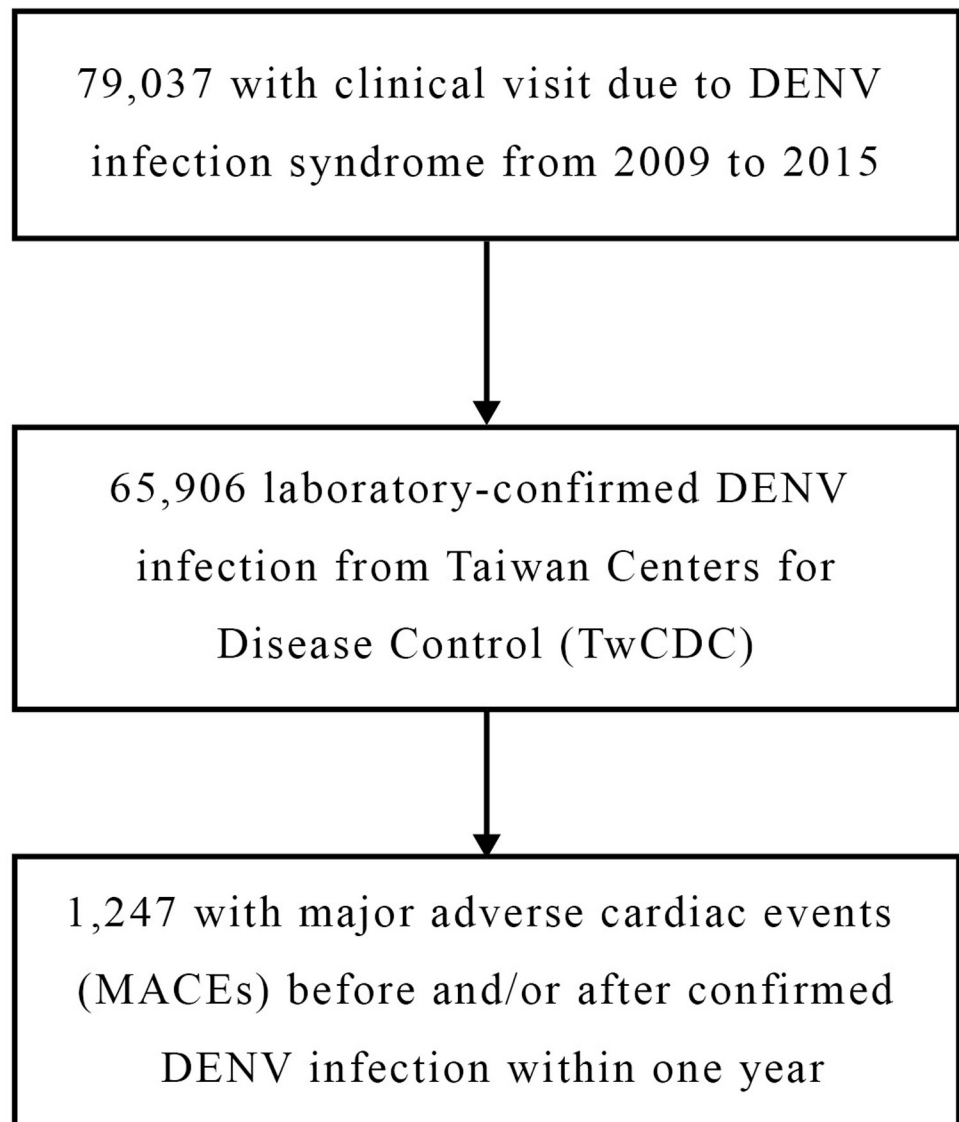 79,037 with clinical visit due to DENV
infection syndrome from 2009 to 2015
65,906 laboratory-confirmed DENV
infection from Taiwan Centers for
Disease Control (TwCDC)
1,247 with major adverse cardiac events
(MACEs) before and/or after confirmed
DENV infection within one year